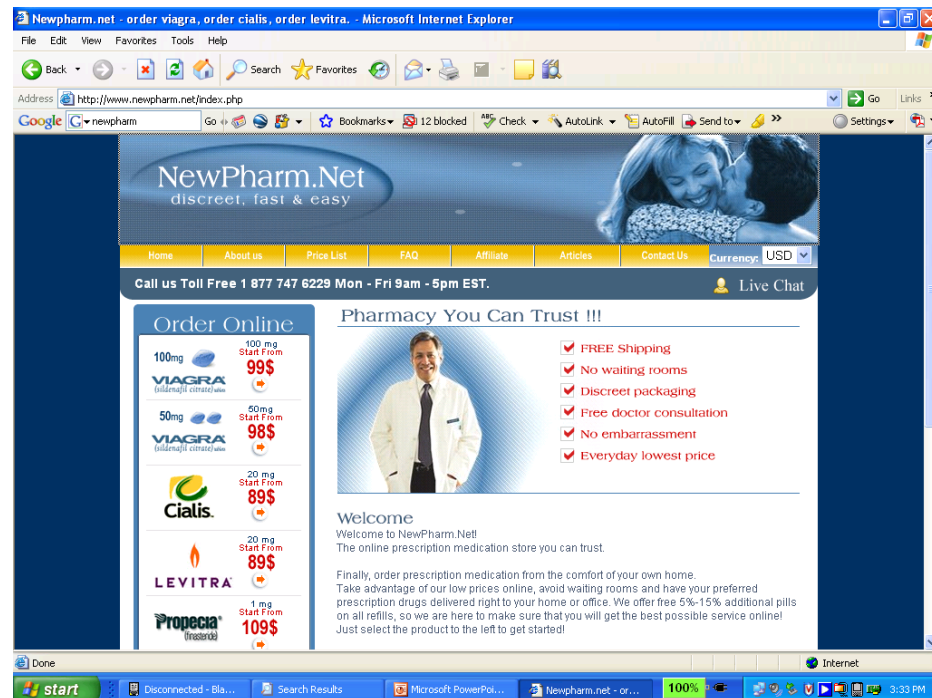 Newpharm.net - order viagra, order cialis, order levitra. - Microsoft Internet Explorer
File Edit View Favorites Tools Help
Back Search Favorites
Address http://www.newpharm.net/index.php Go Links
Google G newpharm Go Bookmarks 12 blocked ABC Check AutoLink AutoFill Send to Settings
NewPharm.Net
discreet, fast & easy
Home About us Price List FAQ Affiliate Articles Contact Us Currency: USD
Call us Toll Free 1 877 747 6229 Mon - Fri 9am - 5pm EST. Live Chat
Order Online
100mg
VIAGRA
(sildenafil citrate)
100 mg
Start From
99$
50mg
VIAGRA
(sildenafil citrate)
50mg
Start From
98$
Cialis.
20 mg
Start From
89$
LEVITRA
20 mg
Start From
89$
Propecia
(finasteride)
1 mg
Start From
109$
Pharmacy You Can Trust !!!
FREE Shipping
No waiting rooms
Discreet packaging
Free doctor consultation
No embarrassment
Everyday lowest price
Welcome
Welcome to NewPharm.Net!
The online prescription medication store you can trust.
Finally, order prescription medication from the comfort of your own home.
Take advantage of our low prices online, avoid waiting rooms and have your preferred
prescription drugs delivered right to your home or office. We offer free 5%-15% additional pills
on all refills, so we are here to make sure that you will get the best possible service online!
Just select the product to the left to get started!
Done Internet
start Disconnected - Bla... Search Results Microsoft PowerPoi... Newpharm.net - or... 100% 3:33 PM